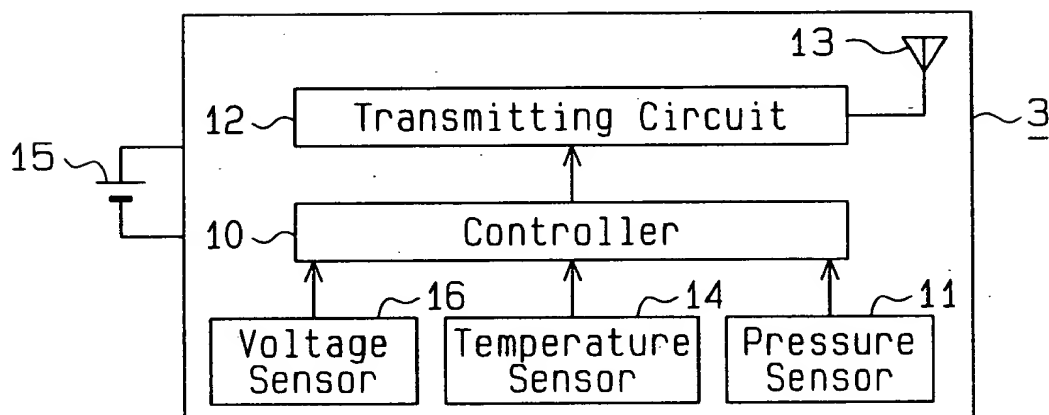 13
12
Transmitting Circuit
3
15
10
Controller
16
14
11
Voltage
Sensor
Temperature
Sensor
Pressure
Sensor